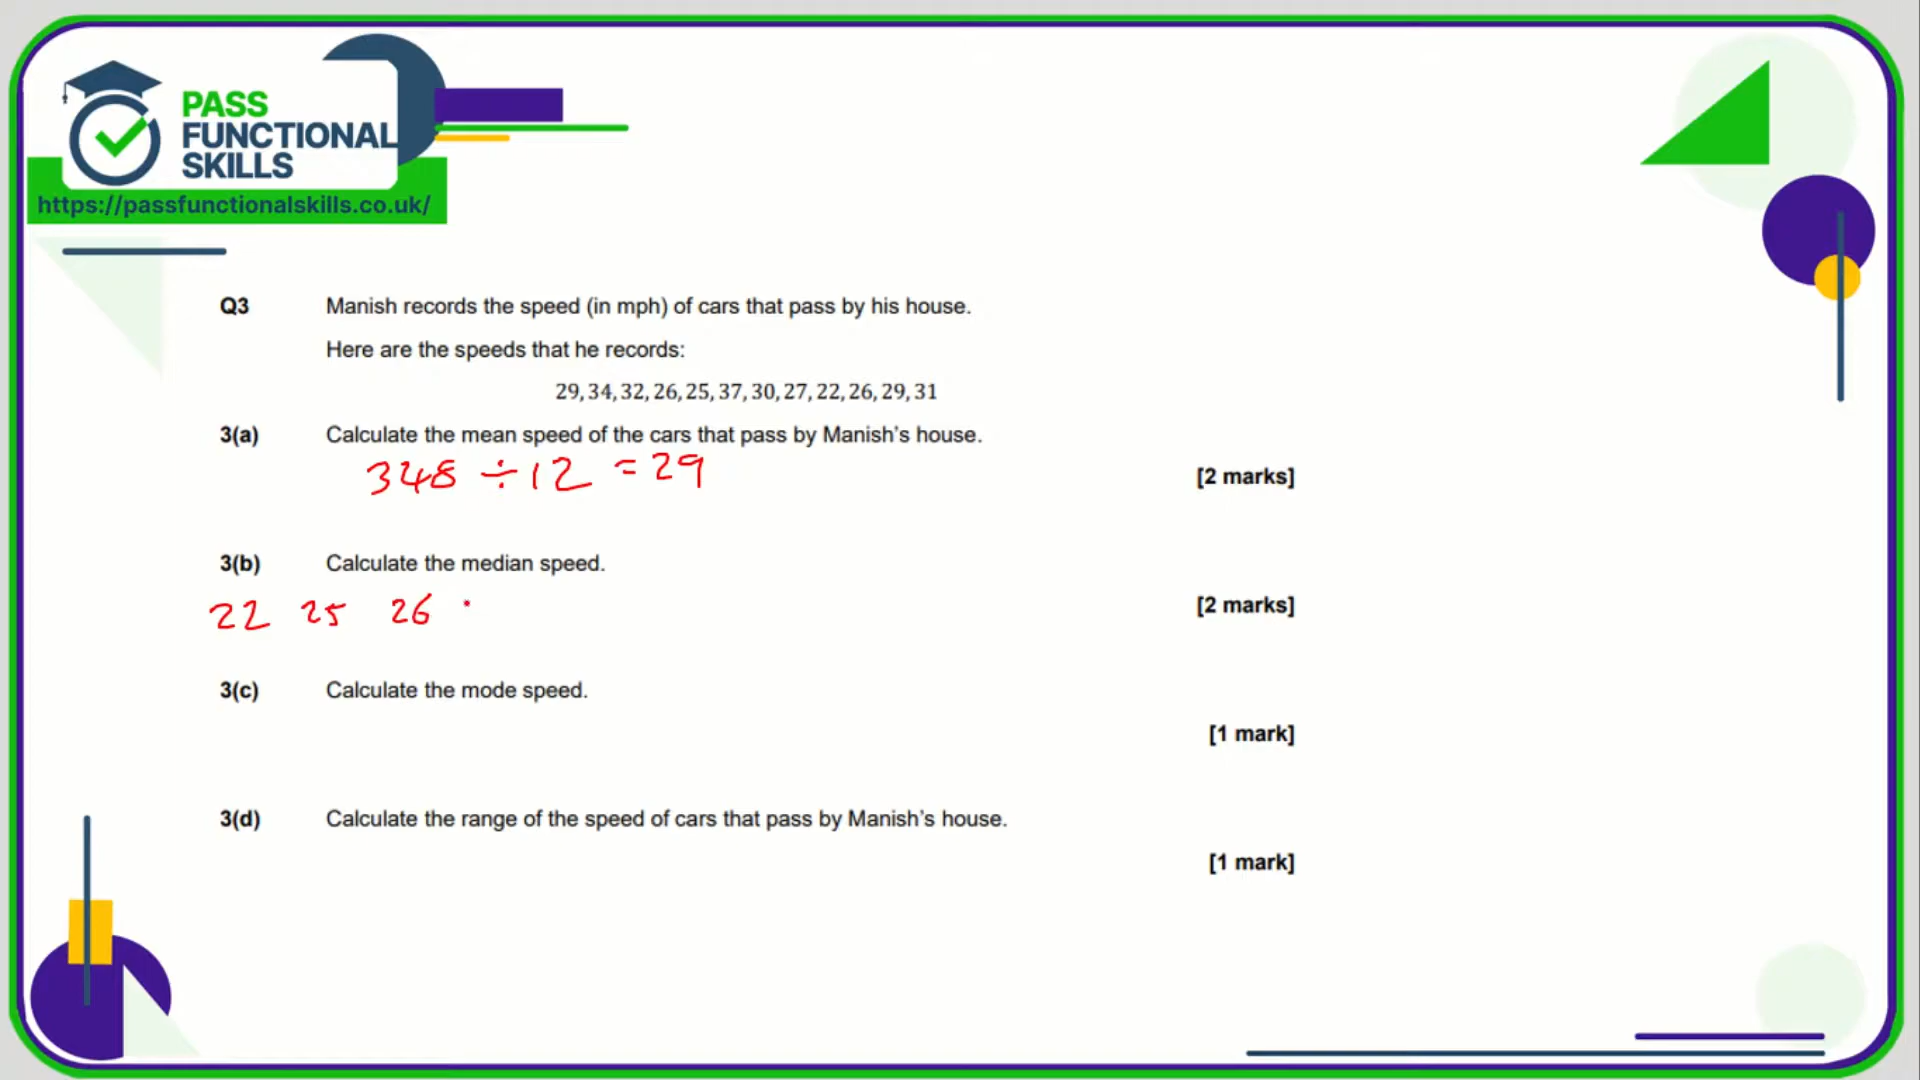 PASS
FUNCTIONAL
SKILLS
https://passfunctionalskills.co.uk/
Q3 Manish records the speed (in mph) of cars that pass by his house.
Here are the speeds that he records:
29, 34, 32, 26, 25, 37, 30, 27, 22, 26, 29, 31
3(a) Calculate the mean speed of the cars that pass by Manish's house.
348 ÷ 12 = 29
[2 marks]
3(b) Calculate the median speed.
22 25 26
[2 marks]
3(c) Calculate the mode speed.
[1 mark]
3(d) Calculate the range of the speed of cars that pass by Manish's house.
[1 mark]